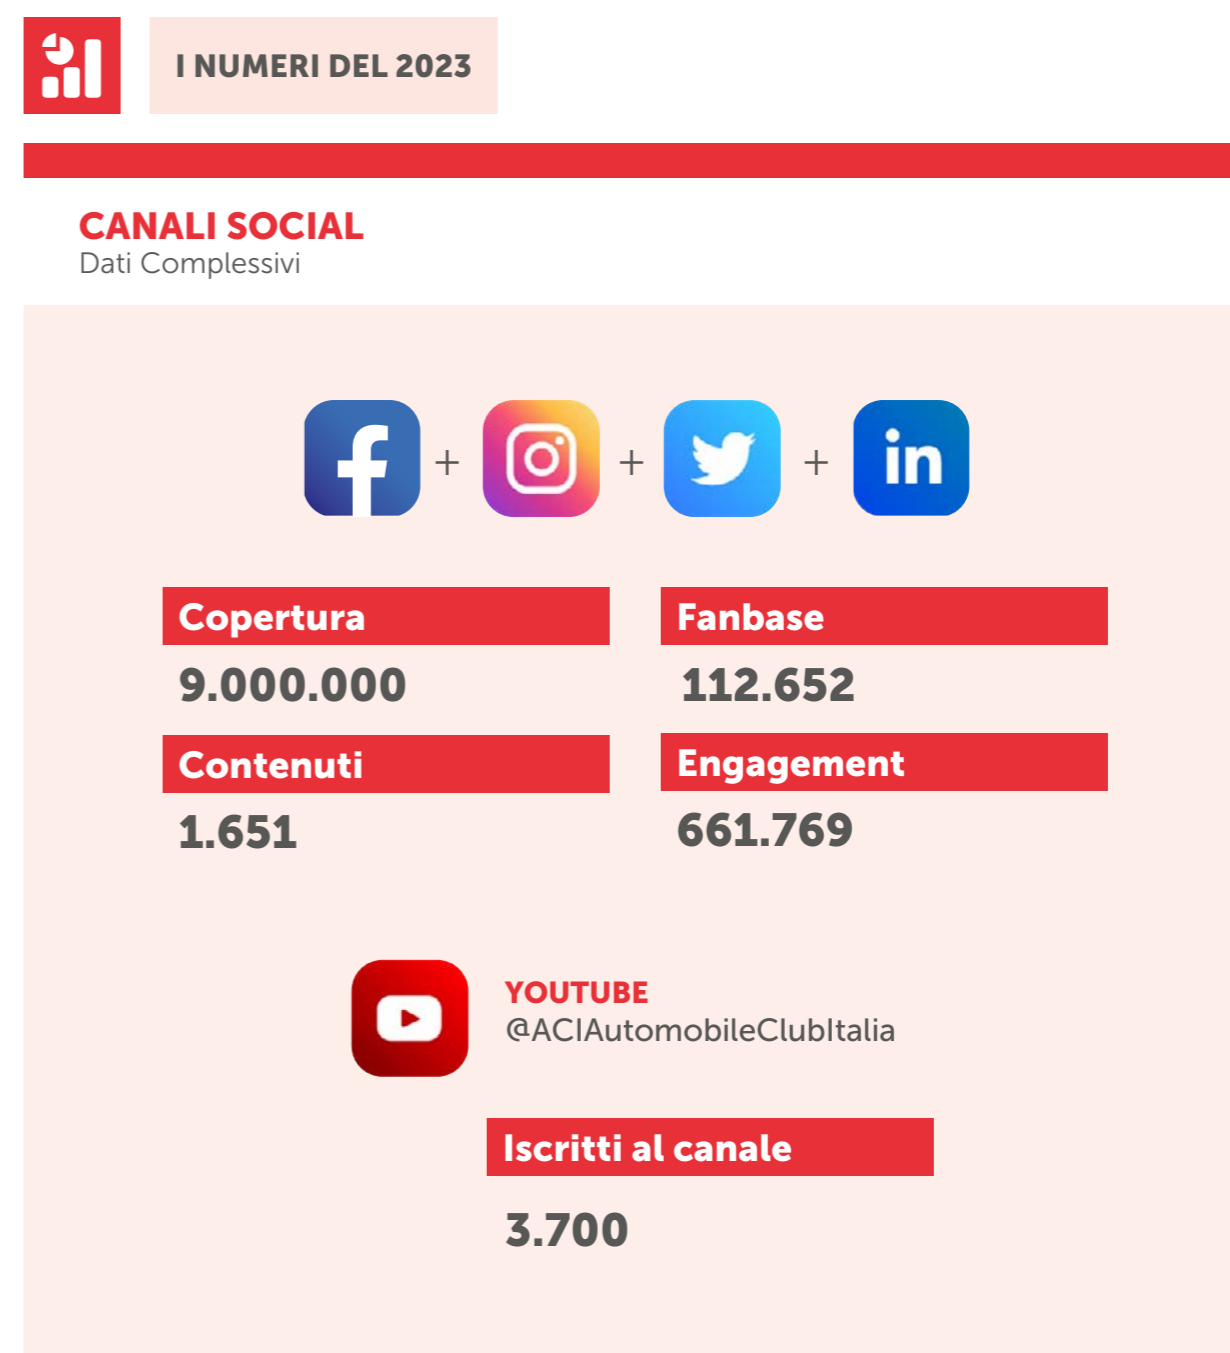 I NUMERI DEL 2023
CANALI SOCIAL
Dati Complessivi
f + + + in
Copertura
9.000.000
Fanbase
112.652
Contenuti
1.651
Engagement
661.769
YOUTUBE
@ACIAutomobileClubItalia
Iscritti al canale
3.700